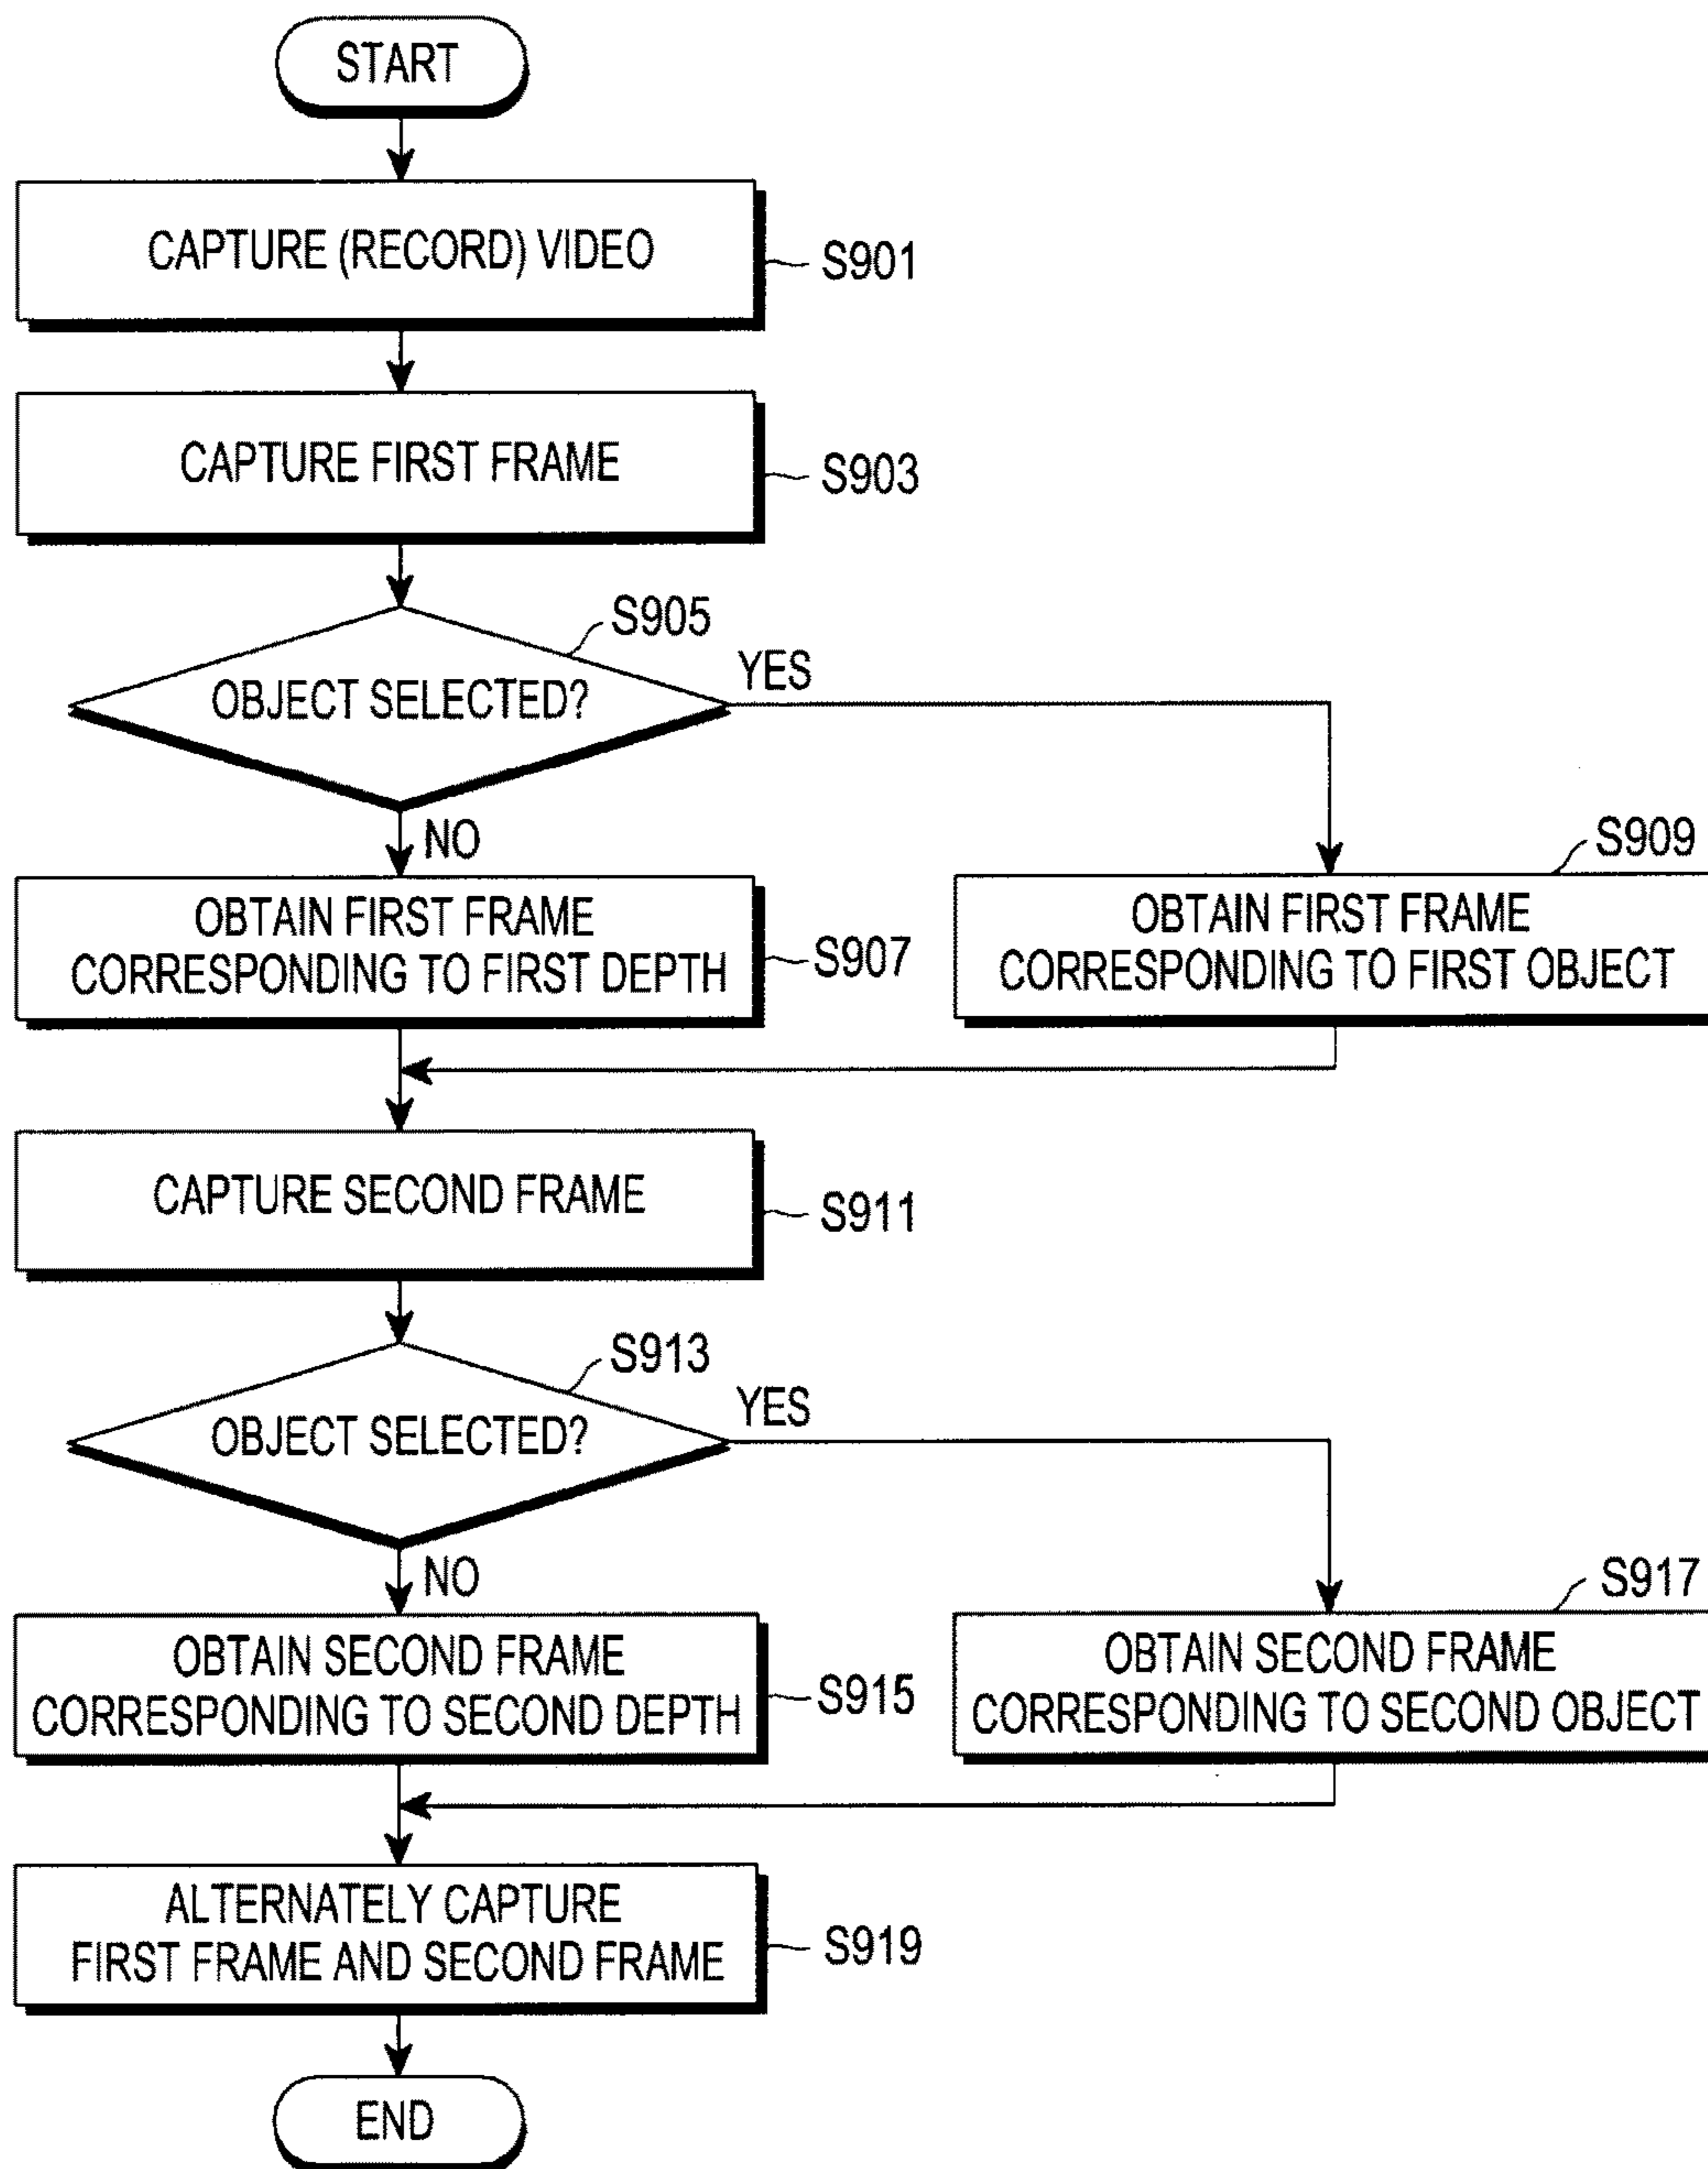 START
CAPTURE (RECORD) VIDEO
S901
CAPTURE FIRST FRAME
S903
S905
OBJECT SELECTED?
YES
NO
OBTAIN FIRST FRAME
CORRESPONDING TO FIRST DEPTH
S907
S909
OBTAIN FIRST FRAME
CORRESPONDING TO FIRST OBJECT
CAPTURE SECOND FRAME
S911
S913
OBJECT SELECTED?
YES
NO
OBTAIN SECOND FRAME
CORRESPONDING TO SECOND DEPTH
S915
S917
OBTAIN SECOND FRAME
CORRESPONDING TO SECOND OBJECT
ALTERNATELY CAPTURE
FIRST FRAME AND SECOND FRAME
S919
END